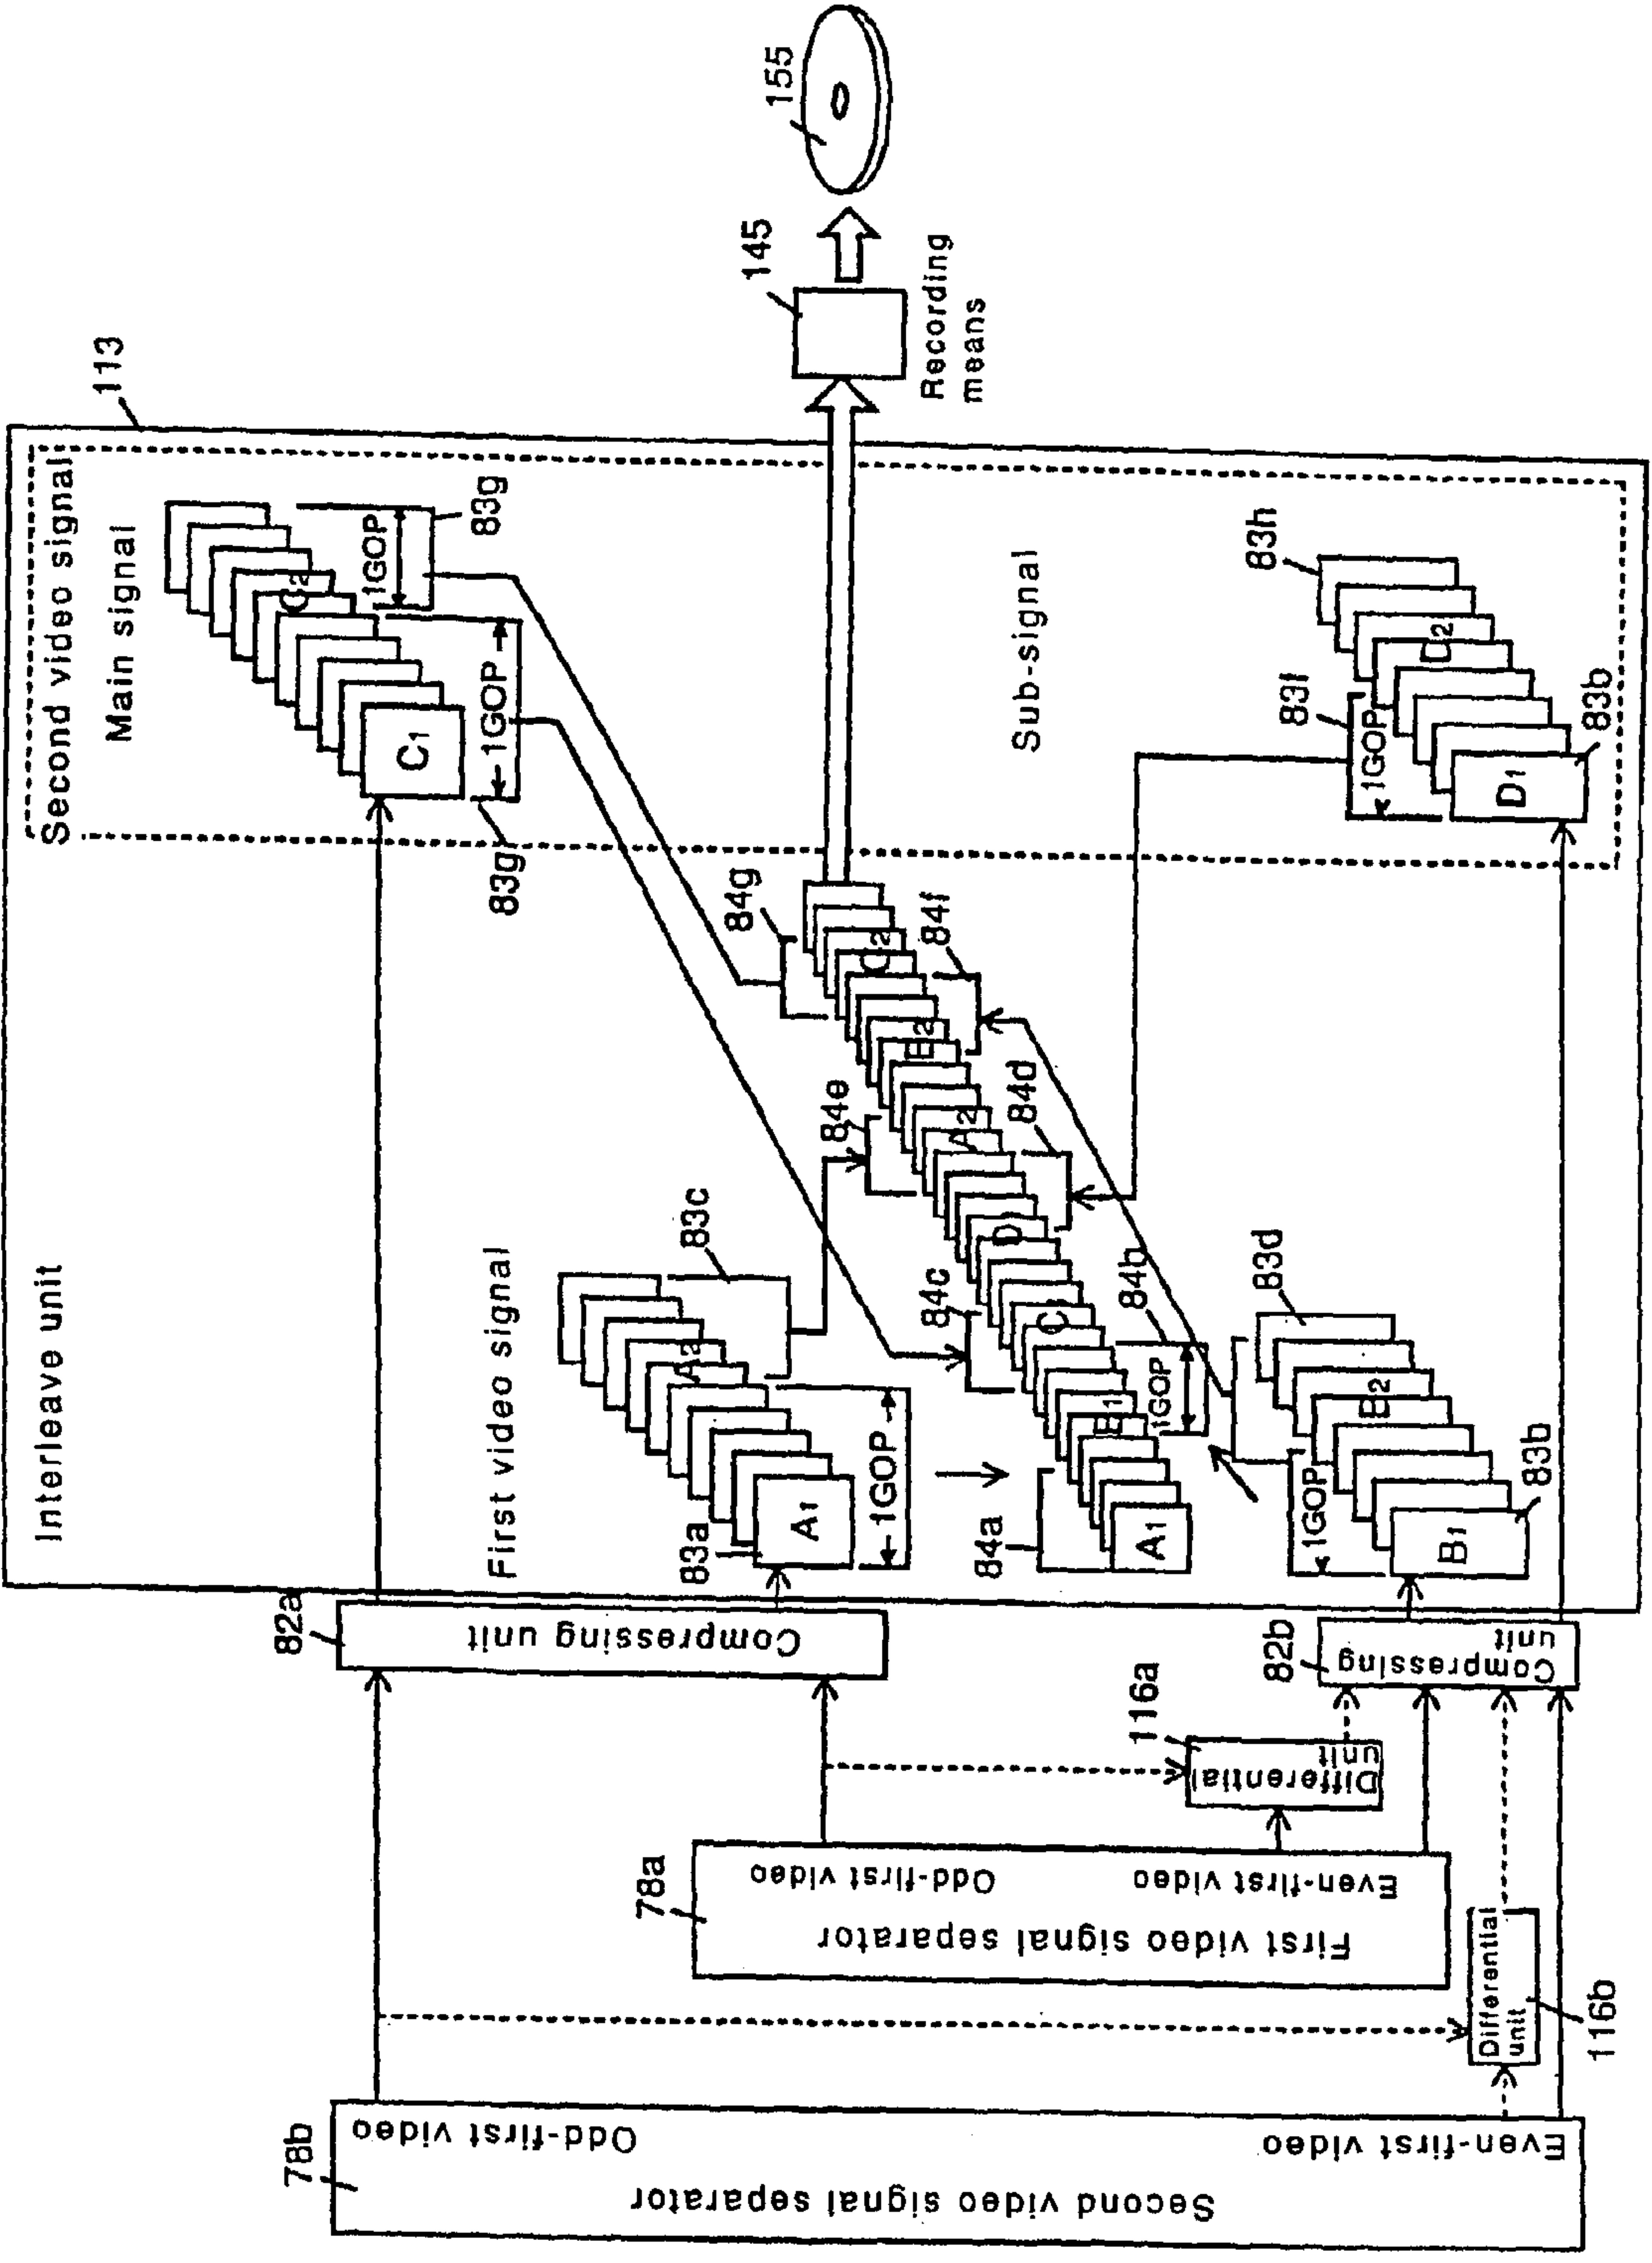 113
Interleave unit
Second video signal
Main signal
83g
1GOP
C2
C1
1GOP
83g
First video signal
83c
A2
A1
83a
1GOP
84g
84f
84e
84d
84c
84b
84a
C2
B2
A2
D
C
B1
A1
1GOP
Sub-signal
83h
83f
1GOP
D2
D1
83b
83d
1GOP
B2
B1
83b
145
Recording
means
155
82a
Compressing unit
82b
Compressing
unit
116a
Differential
unit
78a
Odd-first video
Even-first video
First video signal separator
Differential
unit
116b
78b
Odd-first video
Even-first video
Second video signal separator